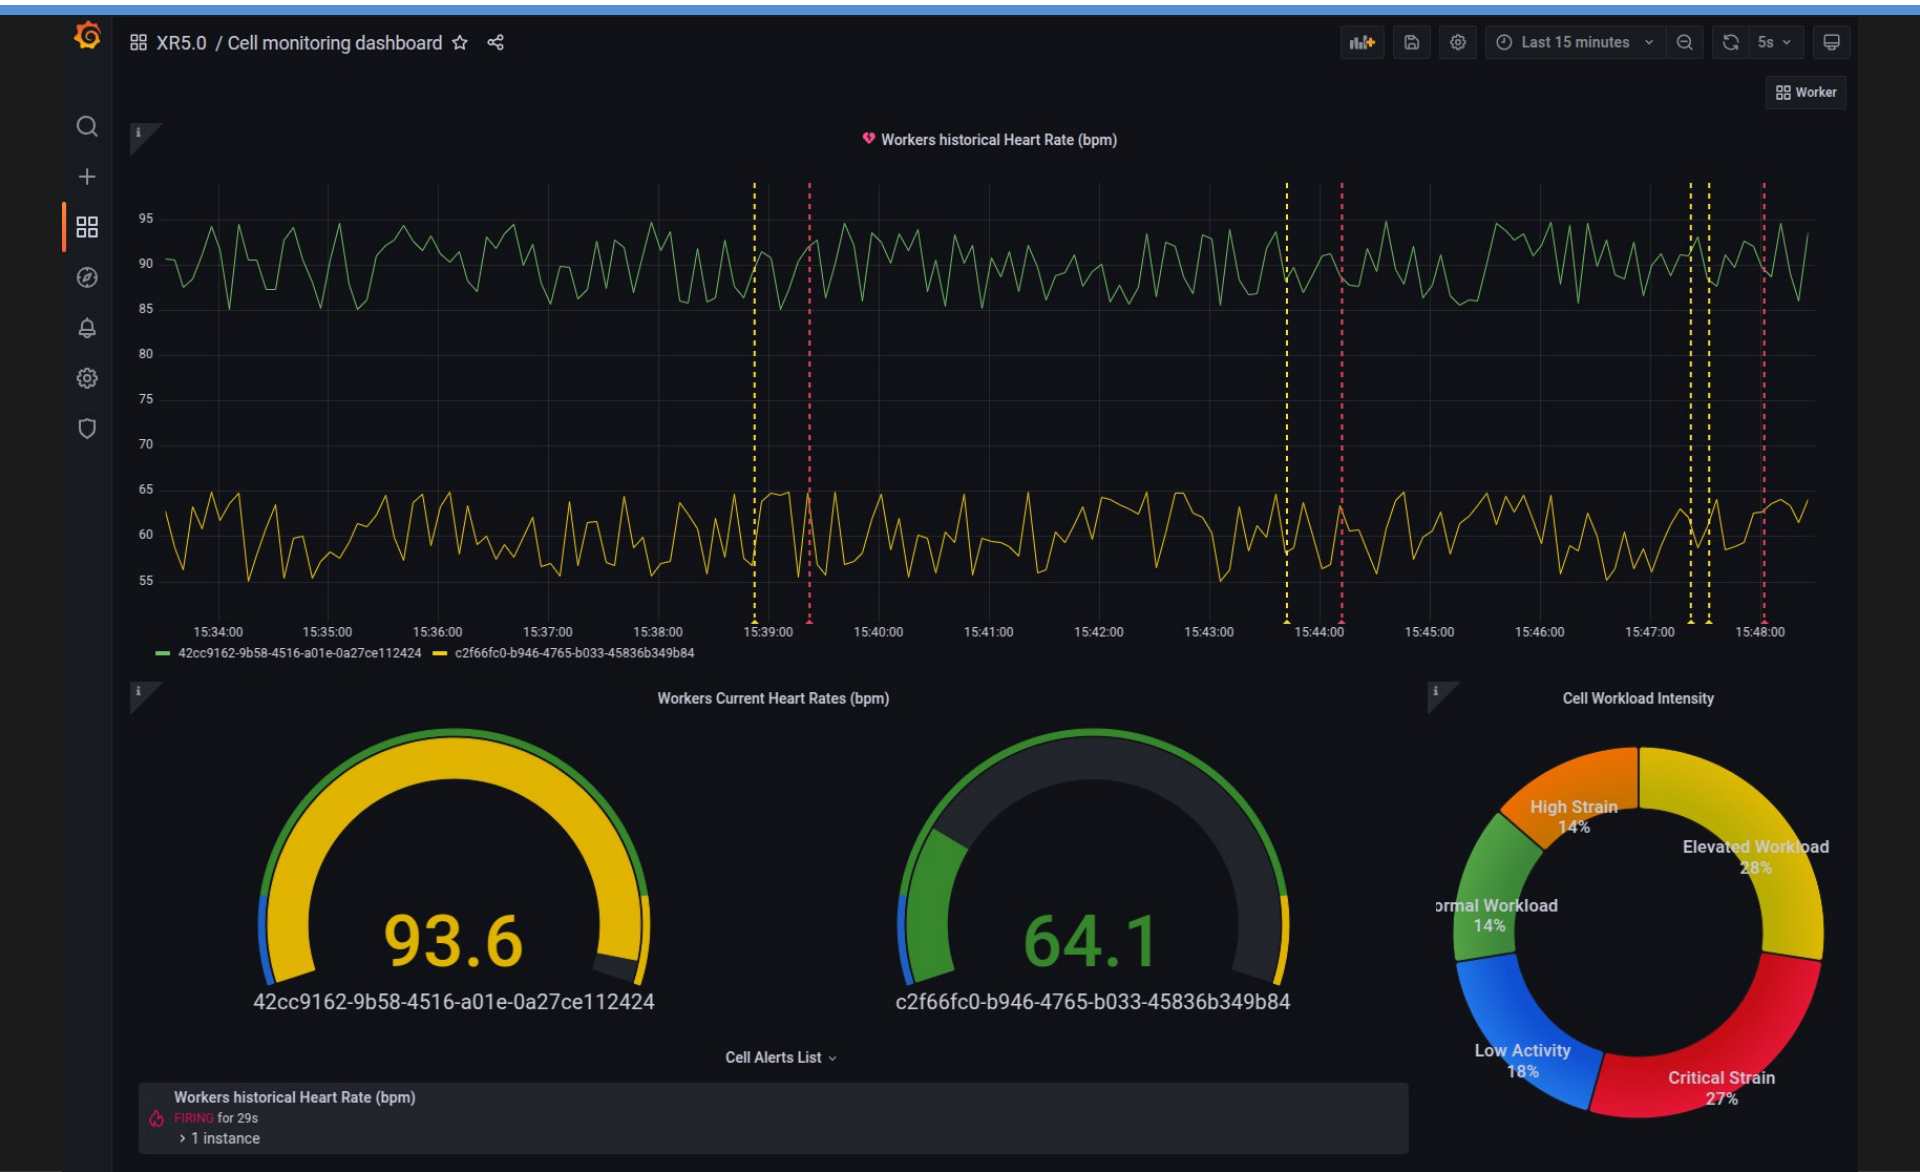 XR5.0 / Cell monitoring dashboard
Last 15 minutes
5s
Worker
i
Workers historical Heart Rate (bpm)
95
90
85
80
75
70
65
60
55
15:34:00 15:35:00 15:36:00 15:37:00 15:38:00 15:39:00 15:40:00 15:41:00 15:42:00 15:43:00 15:44:00 15:45:00 15:46:00 15:47:00 15:48:00
42cc9162-9b58-4516-a01e-0a27ce112424 c2f66fc0-b946-4765-b033-45836b349b84
i
Workers Current Heart Rates (bpm)
93.6
42cc9162-9b58-4516-a01e-0a27ce112424
64.1
c2f66fc0-b946-4765-b033-45836b349b84
i
Cell Workload Intensity
High Strain
14%
Elevated Workload
28%
ormal Workload
14%
Low Activity
18%
Critical Strain
27%
Cell Alerts List
Workers historical Heart Rate (bpm)
FIRING for 29s
> 1 instance